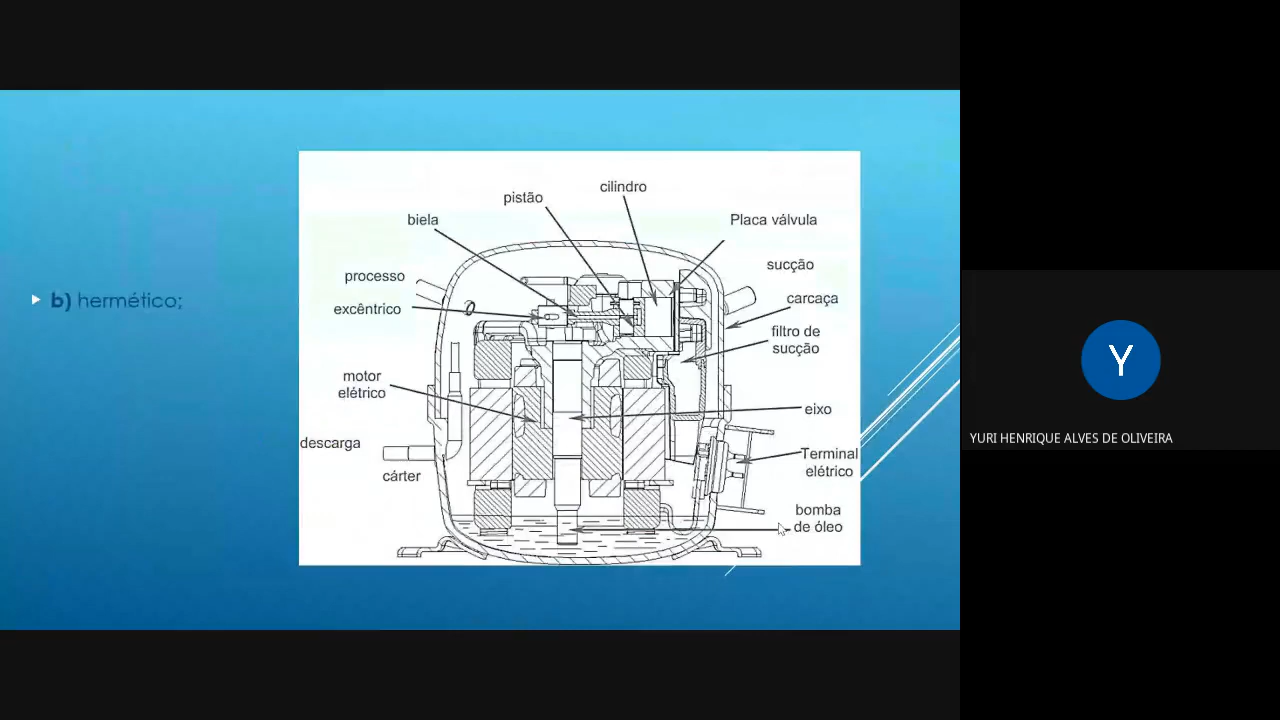 b) hermético;
cilindro
pistão
biela
Placa válvula
sucção
processo
carcaça
excêntrico
filtro de
sucção
motor
elétrico
eixo
descarga
Terminal
elétrico
cárter
bomba
de óleo
Y
YURI HENRIQUE ALVES DE OLIVEIRA